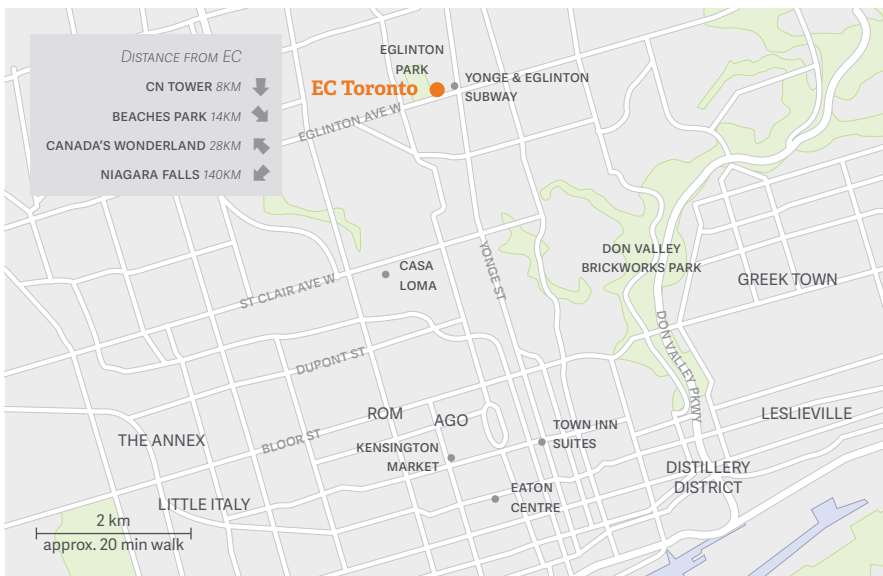 DISTANCE FROM EC
CN TOWER 8KM
BEACHES PARK 14KM
CANADA'S WONDERLAND 28KM
NIAGARA FALLS 140KM
EGLINTON
PARK
EC Toronto
YONGE & EGLINTON
SUBWAY
EGLINTON AVE W
YONGE ST
DON VALLEY
BRICKWORKS PARK
CASA
LOMA
GREEK TOWN
ST CLAIR AVE W
DON VALLEY PKWY
DUPONT ST
ROM
AGO
LESLIEVILLE
TOWN INN
SUITES
THE ANNEX
BLOOR ST
KENSINGTON
MARKET
DISTILLERY
DISTRICT
EATON
CENTRE
LITTLE ITALY
2 km
approx. 20 min walk